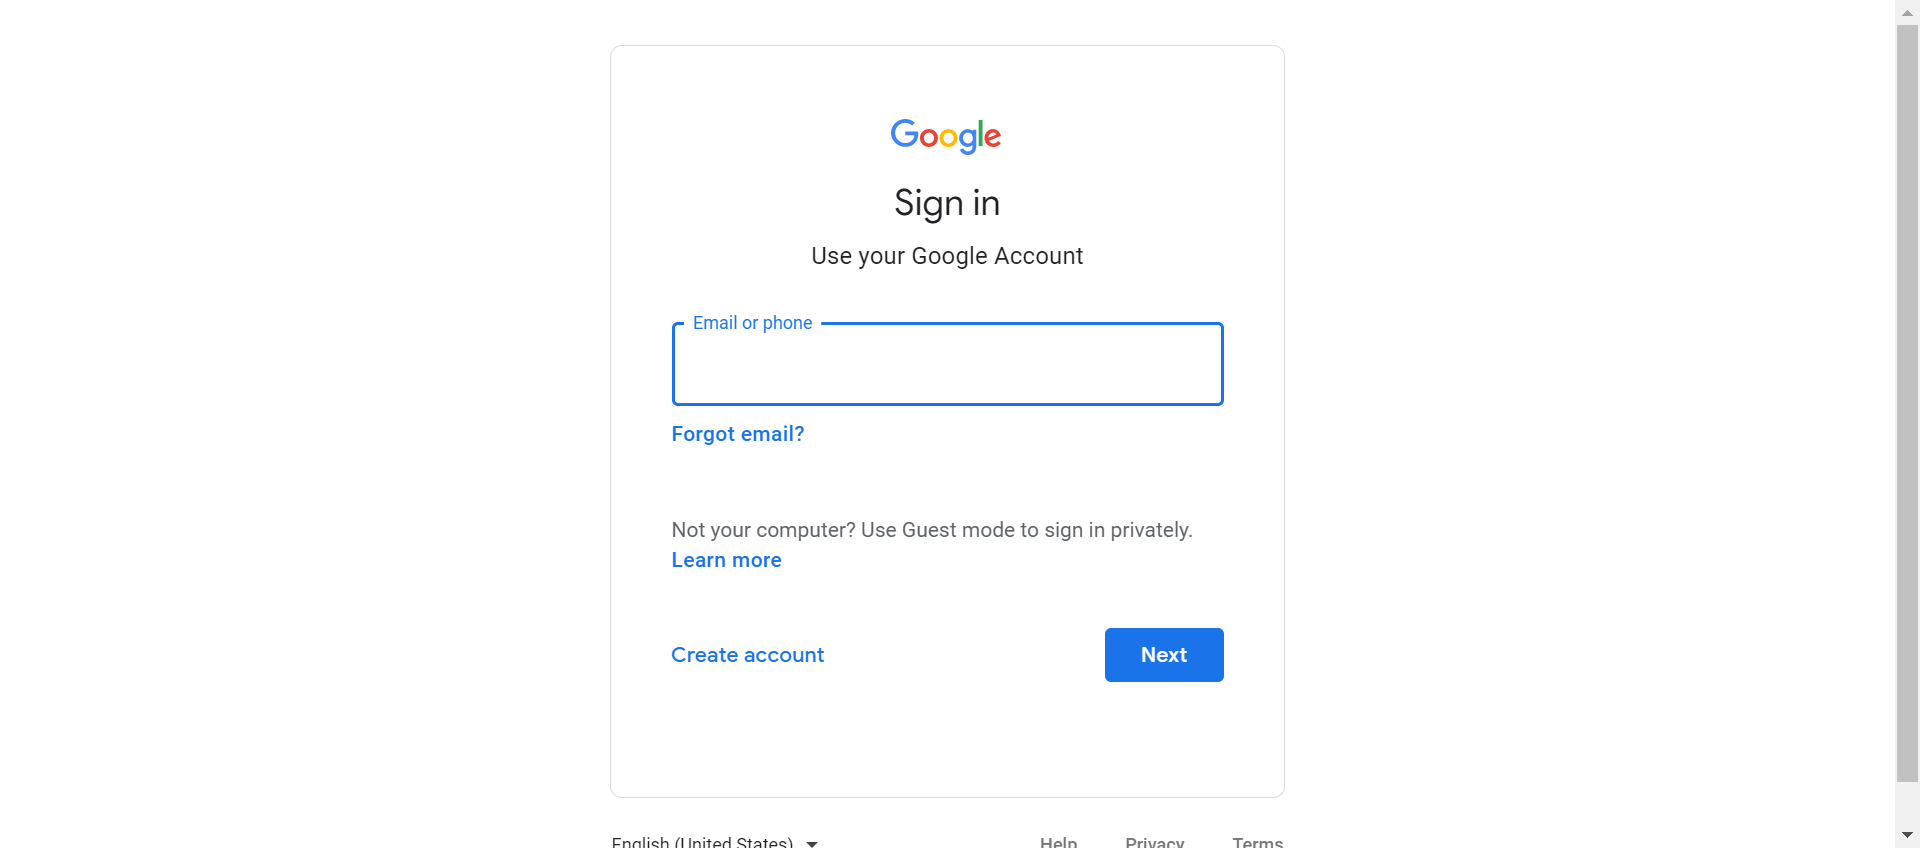 Google
Sign in
Use your Google Account
Email or phone
Forgot email?
Not your computer? Use Guest mode to sign in privately.
Learn more
Create account
Next
English (United States)
Help
Privacy
Terms